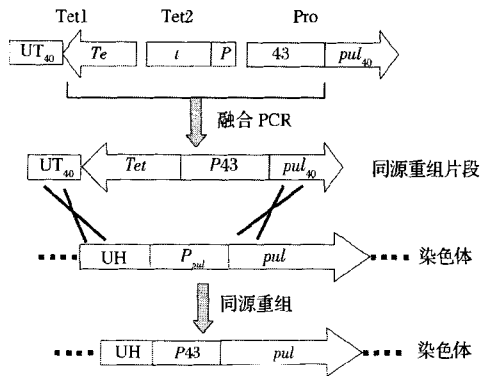 Tet1 Tet2 Pro
UT40 Te t P 43 pul40
融合 PCR
UT40 Tet P43 pul40 同源重组片段
UH Ppul pul 染色体
同源重组
UH P43 pul 染色体